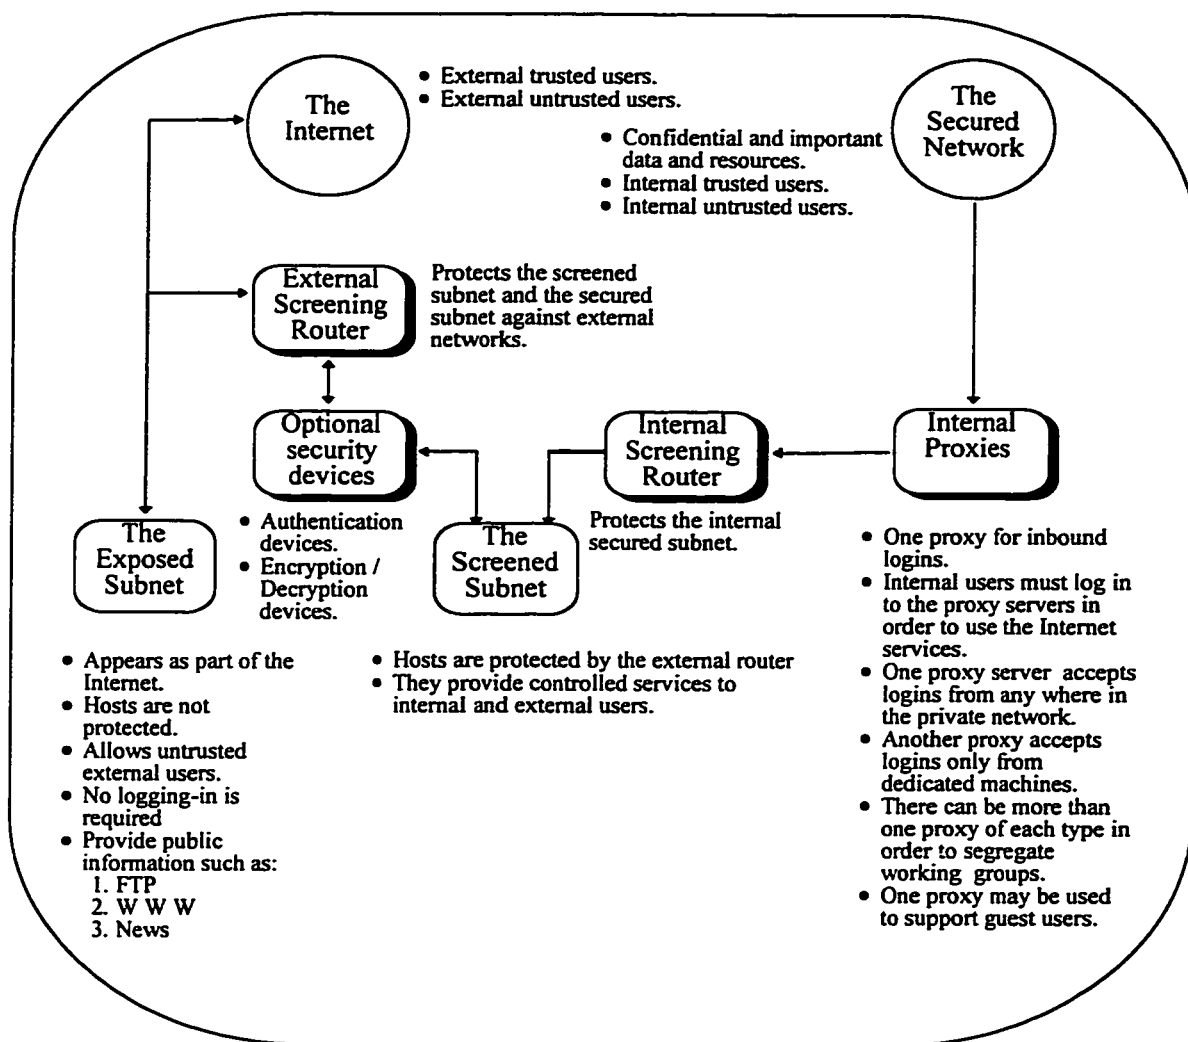 The
Internet
• External trusted users.
• External untrusted users.
The
Secured
Network
• Confidential and important
data and resources.
• Internal trusted users.
• Internal untrusted users.
External
Screening
Router
Protects the screened
subnet and the secured
subnet against external
networks.
Optional
security
devices
• Authentication
devices.
• Encryption /
Decryption
devices.
Internal
Screening
Router
Protects the internal
secured subnet.
Internal
Proxies
• One proxy for inbound
logins.
• Internal users must log in
to the proxy servers in
order to use the Internet
services.
• One proxy server accepts
logins from any where in
the private network.
• Another proxy accepts
logins only from
dedicated machines.
• There can be more than
one proxy of each type in
order to segregate
working groups.
• One proxy may be used
to support guest users.
The
Exposed
Subnet
• Appears as part of the
Internet.
• Hosts are not
protected.
• Allows untrusted
external users.
• No logging-in is
required
• Provide public
information such as:
1. FTP
2. W W W
3. News
The
Screened
Subnet
• Hosts are protected by the external router
• They provide controlled services to
internal and external users.